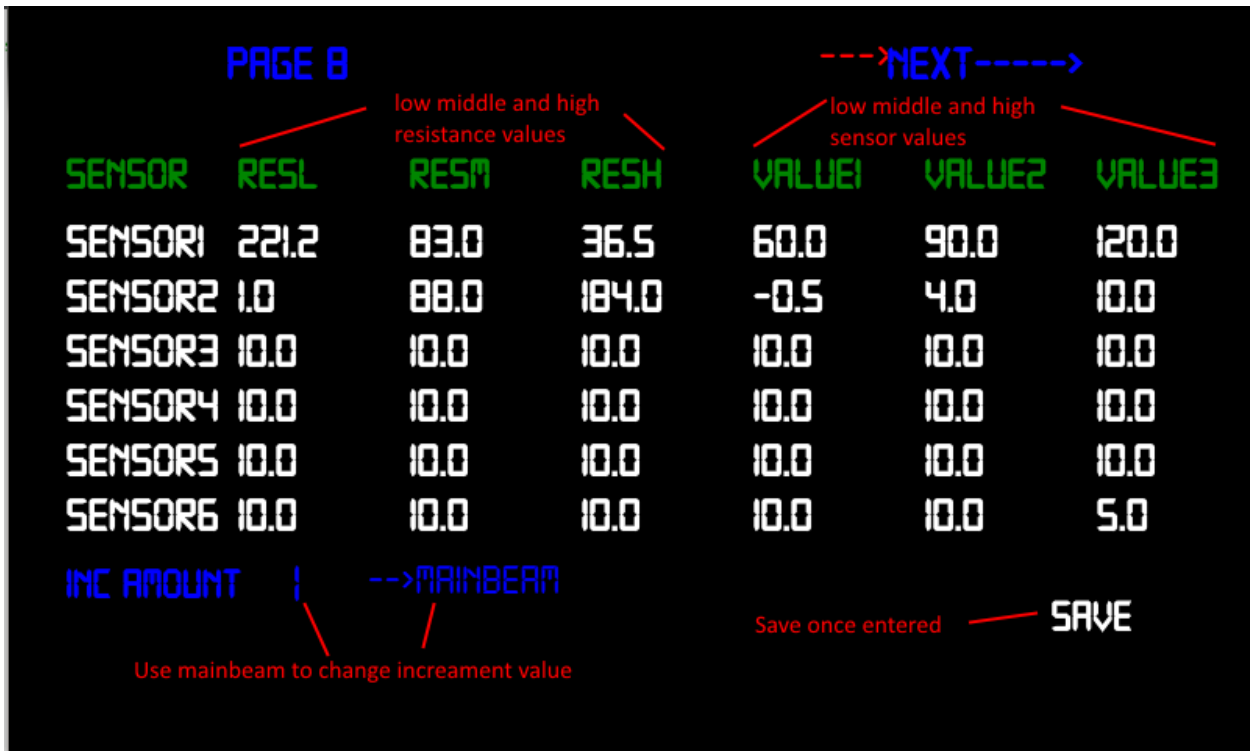 PAGE 8 --->NEXT----->
low middle and high resistance values
low middle and high sensor values
SENSOR RESL RESM RESH VALUE1 VALUE2 VALUE3
SENSOR1 221.2 83.0 36.5 60.0 90.0 120.0
SENSOR2 1.0 88.0 184.0 -0.5 4.0 10.0
SENSOR3 10.0 10.0 10.0 10.0 10.0 10.0
SENSOR4 10.0 10.0 10.0 10.0 10.0 10.0
SENSOR5 10.0 10.0 10.0 10.0 10.0 10.0
SENSOR6 10.0 10.0 10.0 10.0 10.0 5.0
INC AMOUNT 1 -->MAINBEAM
Save once entered SAVE
Use mainbeam to change increament value